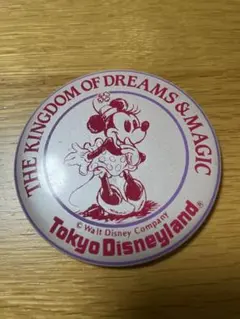 THE KINGDOM OF DREAMS & MAGIC
© Walt Disney Company
Tokyo Disneyland®